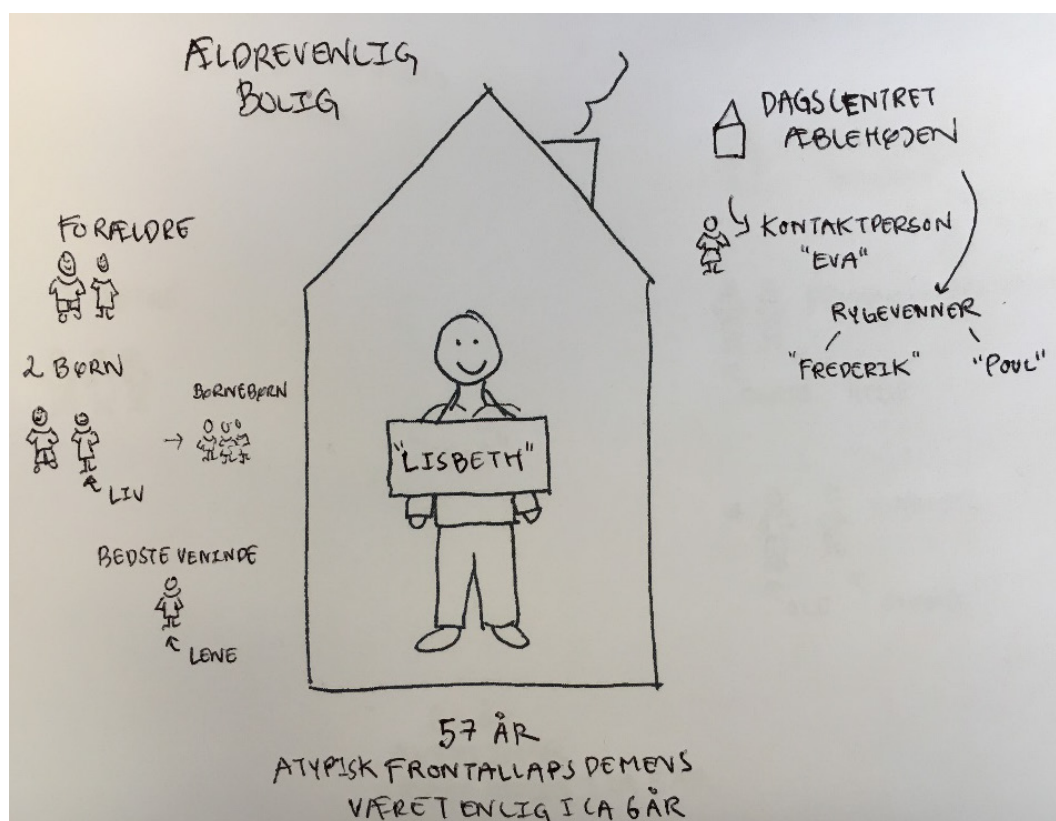 ÆLDREVENLIG
BOLIG
FORÆLDRE
2 BØRN
BØRNEBØRN
LIV
BEDSTE VENINDE
LENE
"LISBETH"
57 ÅR
ATYPISK FRONTALLAPS DEMENS
VÆRET ENLIG I CA 6 ÅR
DAGSCENTRET
ÆBLEHØJEN
KONTAKTPERSON
"EVA"
RYGEVENNER
"FREDERIK" "POUL"